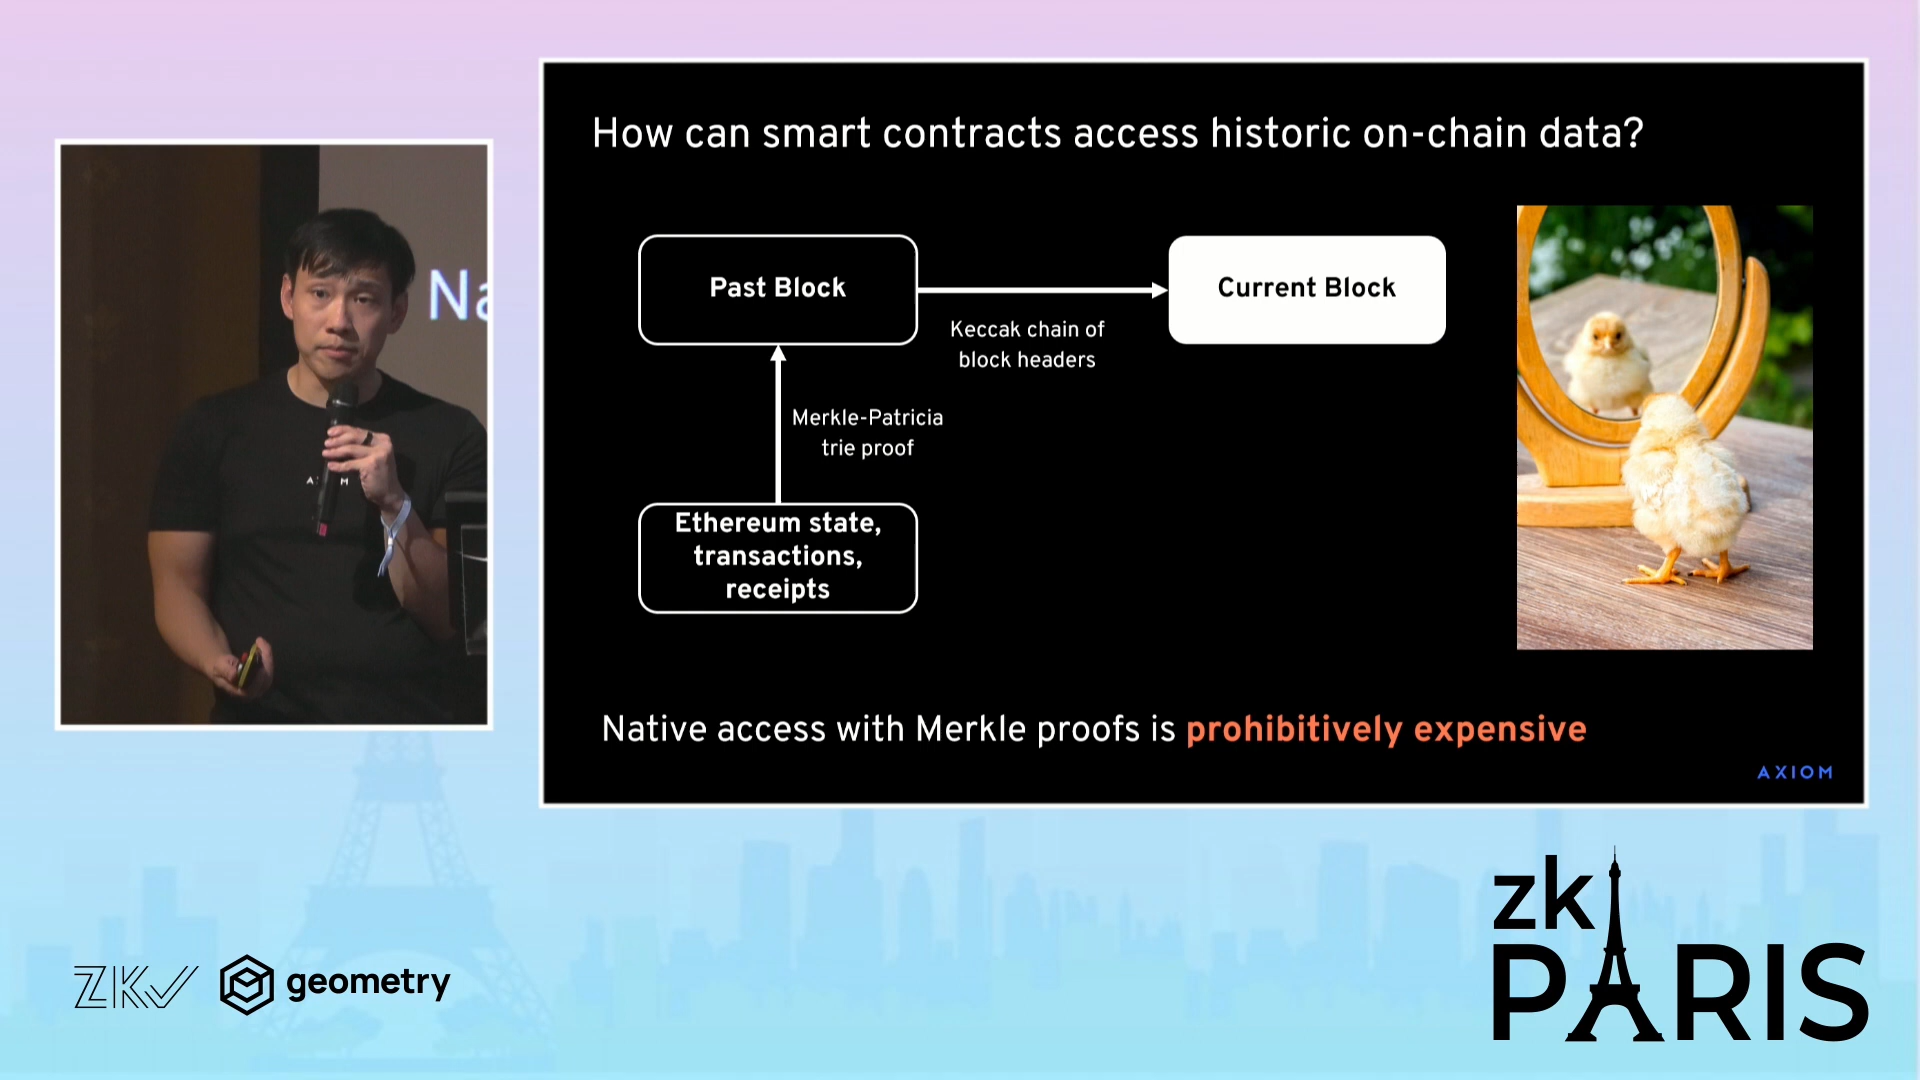 How can smart contracts access historic on-chain data?
Past Block
Current Block
Keccak chain of
block headers
Merkle-Patricia
trie proof
Ethereum state,
transactions,
receipts
Native access with Merkle proofs is prohibitively expensive
AXIOM
Na
A M
ZK
geometry
zk
PARIS